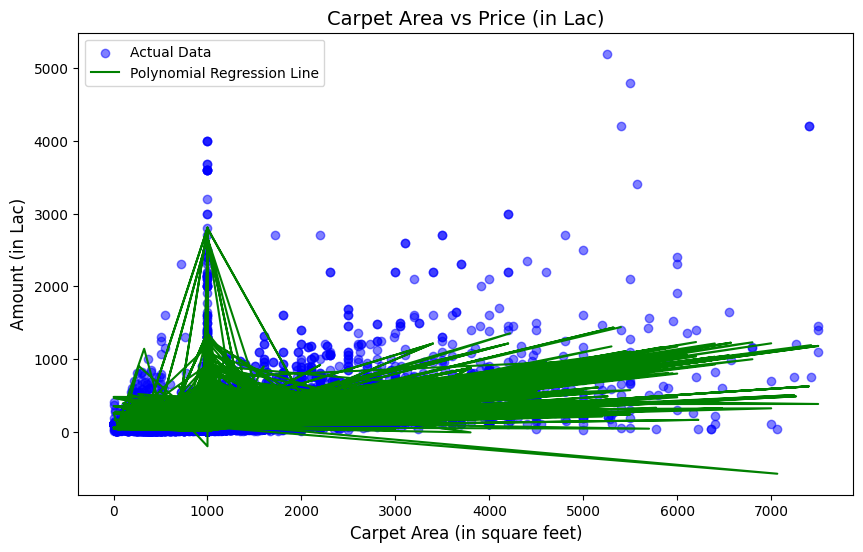 Carpet Area vs Price (in Lac)
Actual Data
Polynomial Regression Line
Amount (in Lac)
5000
4000
3000
2000
1000
0
0 1000 2000 3000 4000 5000 6000 7000
Carpet Area (in square feet)